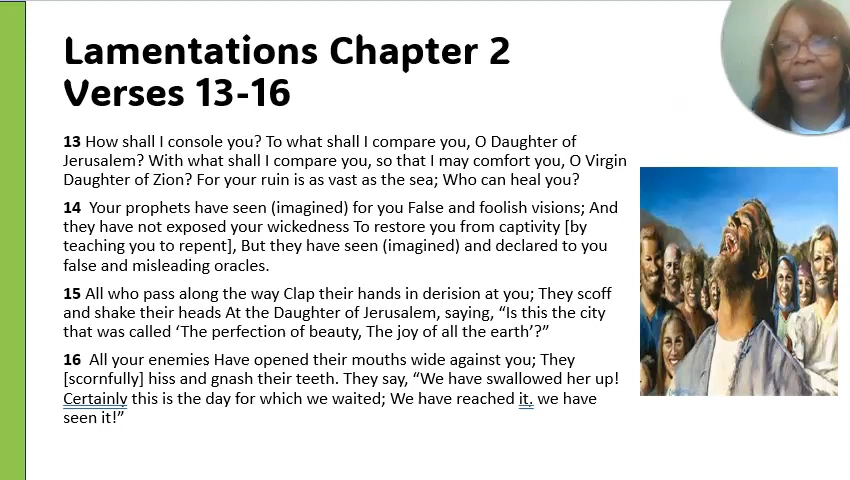 Lamentations Chapter 2
Verses 13-16
13 How shall I console you? To what shall I compare you, O Daughter of
Jerusalem? With what shall I compare you, so that I may comfort you, O Virgin
Daughter of Zion? For your ruin is as vast as the sea; Who can heal you?
14 Your prophets have seen (imagined) for you False and foolish visions; And
they have not exposed your wickedness To restore you from captivity [by
teaching you to repent], But they have seen (imagined) and declared to you
false and misleading oracles.
15 All who pass along the way Clap their hands in derision at you; They scoff
and shake their heads At the Daughter of Jerusalem, saying, “Is this the city
that was called ‘The perfection of beauty, The joy of all the earth’?”
16 All your enemies Have opened their mouths wide against you; They
[scornfully] hiss and gnash their teeth. They say, “We have swallowed her up!
Certainly this is the day for which we waited; We have reached it, we have
seen it!”